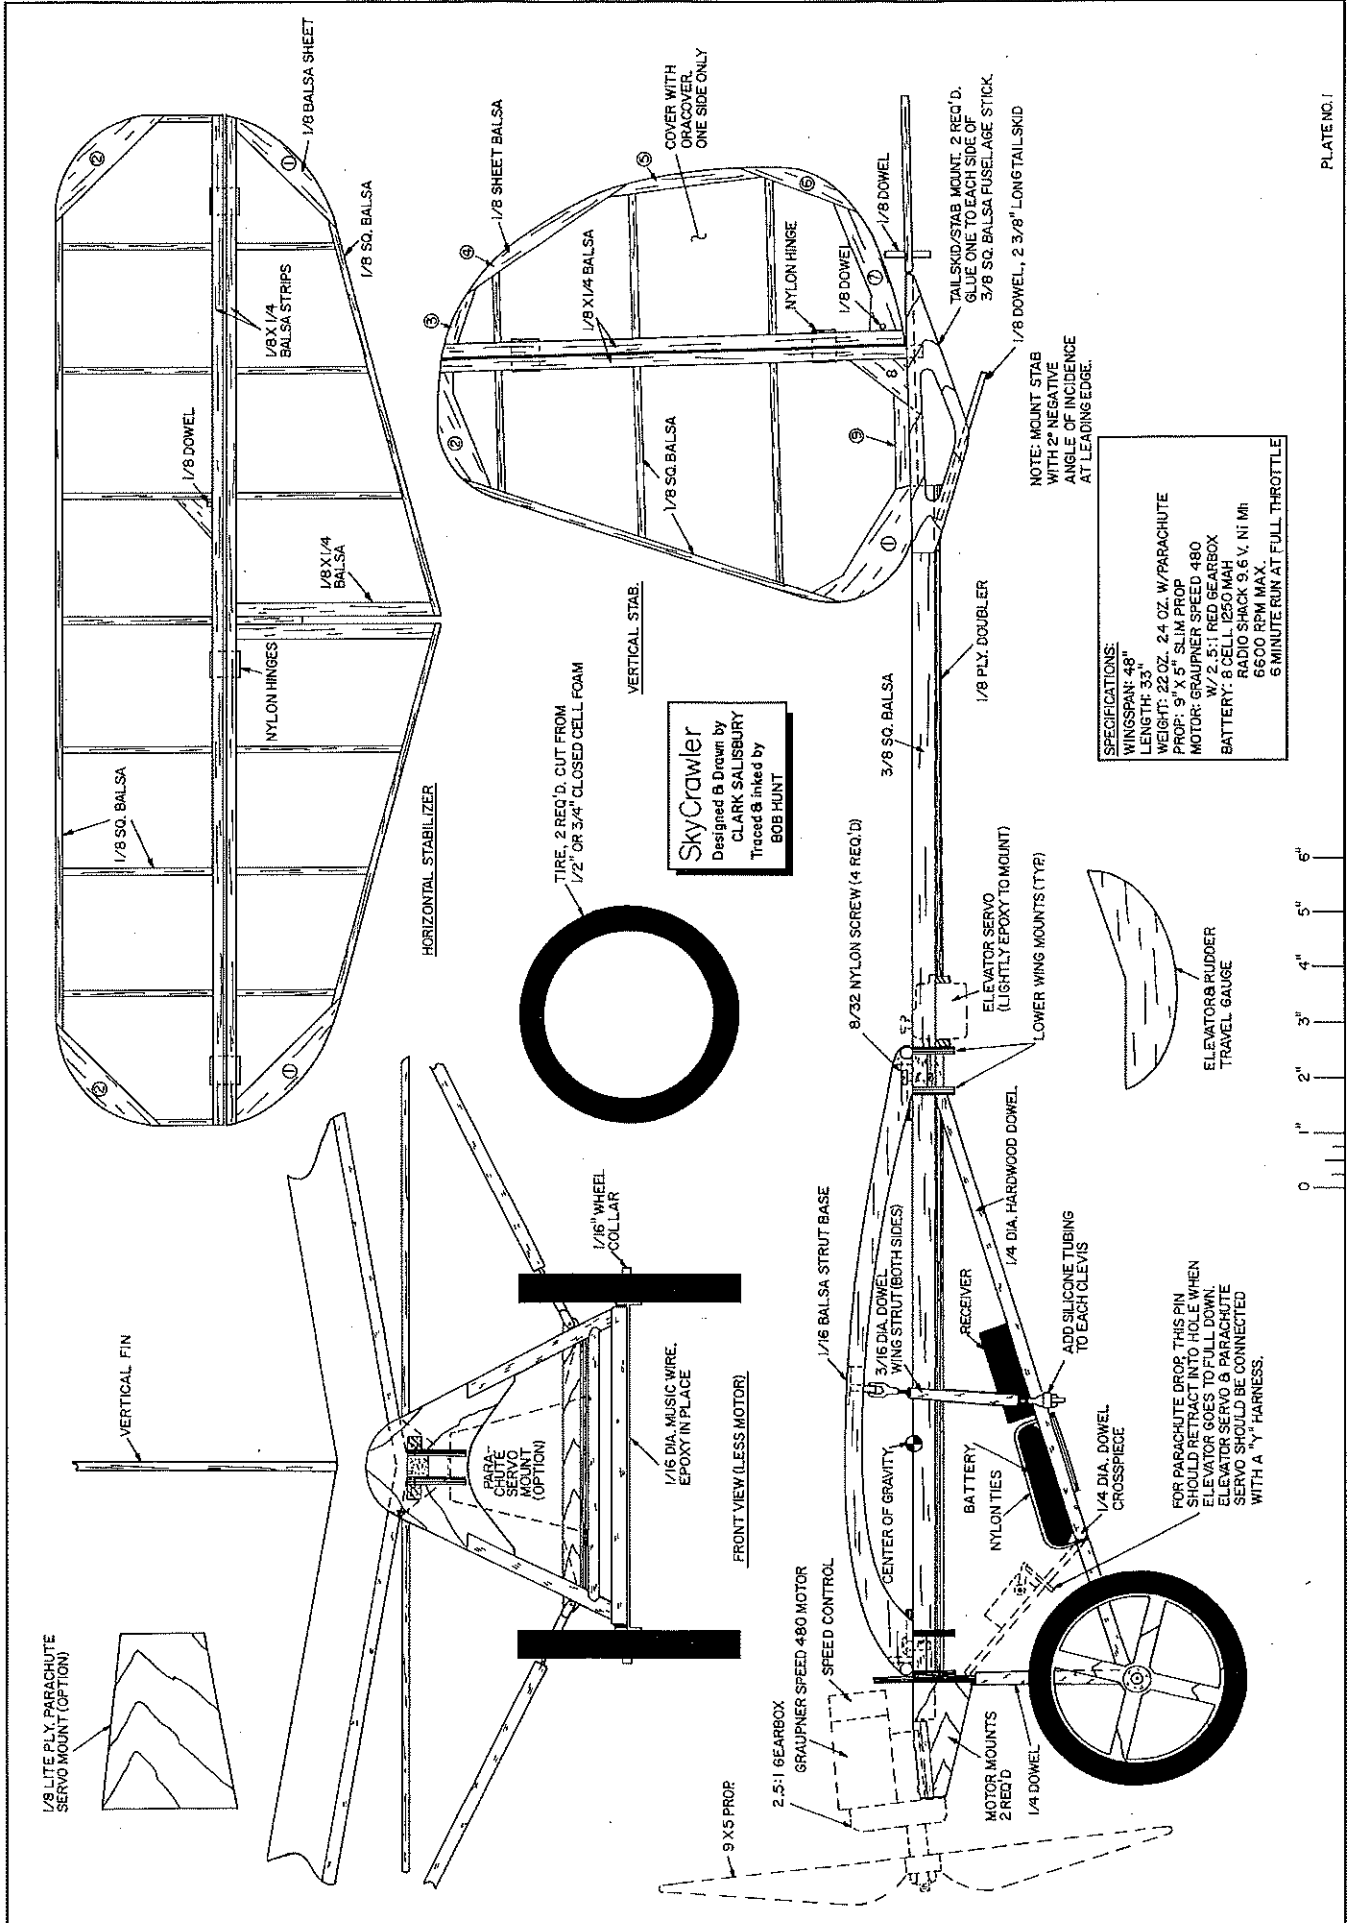 1/8 LITE PLY. PARACHUTE
SERVO MOUNT (OPTION)
VERTICAL FIN
PARA-
CHUTE
SERVO
MOUNT
(OPTION)
1/16" WHEEL
COLLAR
1/16 DIA. MUSIC WIRE.
EPOXY IN PLACE
FRONT VIEW (LESS MOTOR)
②
①
1/8 SQ. BALSA
NYLON HINGES
1/8 X 1/4
BALSA
1/8 DOWEL
1/8 X 1/4
BALSA STRIPS
1/8 SQ. BALSA
②
①
1/8 BALSA SHEET
HORIZONTAL STABILIZER
TIRE, 2 REQ'D. CUT FROM
1/2" OR 3/4" CLOSED CELL FOAM
SkyCrawler
Designed & Drawn by
CLARK SALISBURY
Traced & inked by
BOB HUNT
VERTICAL STAB.
①
②
③
④
⑤
⑥
⑦
8
⑨
1/8 SHEET BALSA
COVER WITH
ORACOVER.
ONE SIDE ONLY
1/8 X 1/4 BALSA
1/8 SQ. BALSA
NYLON HINGE
1/8 DOWEL
1/8 DOWEL
TAILSKID/STAB MOUNT. 2 REQ'D.
GLUE ONE TO EACH SIDE OF
3/8 SQ. BALSA FUSELAGE STICK.
1/8 DOWEL, 2 3/8" LONG TAILSKID
NOTE: MOUNT STAB
WITH 2° NEGATIVE
ANGLE OF INCIDENCE
AT LEADING EDGE.
9 X 5 PROP.
2.5:1 GEARBOX
GRAUPNER SPEED 480 MOTOR
SPEED CONTROL
MOTOR MOUNTS
2 REQ'D
1/4 DOWEL
CENTER OF GRAVITY
BATTERY
NYLON TIES
1/4 DIA. DOWEL
CROSSPIECE
1/16 BALSA STRUT BASE
3/16 DIA. DOWEL
WING STRUT (BOTH SIDES)
RECEIVER
ADD SILICONE TUBING
TO EACH CLEVIS
1/4 DIA. HARDWOOD DOWEL
8/32 NYLON SCREW (4 REQ.'D)
ELEVATOR SERVO
(LIGHTLY EPOXY TO MOUNT)
LOWER WING MOUNTS (TYP.)
3/8 SQ. BALSA
1/8 PLY. DOUBLER
FOR PARACHUTE DROP, THIS PIN
SHOULD RETRACT INTO HOLE WHEN
ELEVATOR GOES TO FULL DOWN.
ELEVATOR SERVO & PARACHUTE
SERVO SHOULD BE CONNECTED
WITH A "Y" HARNESS.
ELEVATOR & RUDDER
TRAVEL GAUGE
SPECIFICATIONS:
WINGSPAN: 48"
LENGTH: 33"
WEIGHT: 22 OZ. 24 OZ. W/PARACHUTE
PROP: 9" X 5" SLIM PROP
MOTOR: GRAUPNER SPEED 480
W/ 2.5:1 RED GEARBOX
BATTERY: 8 CELL 1250 MAH
RADIO SHACK 9.6 V. Ni Mh
6600 RPM MAX.
6 MINUTE RUN AT FULL THROTTLE
0 1" 2" 3" 4" 5" 6"
PLATE NO. 1